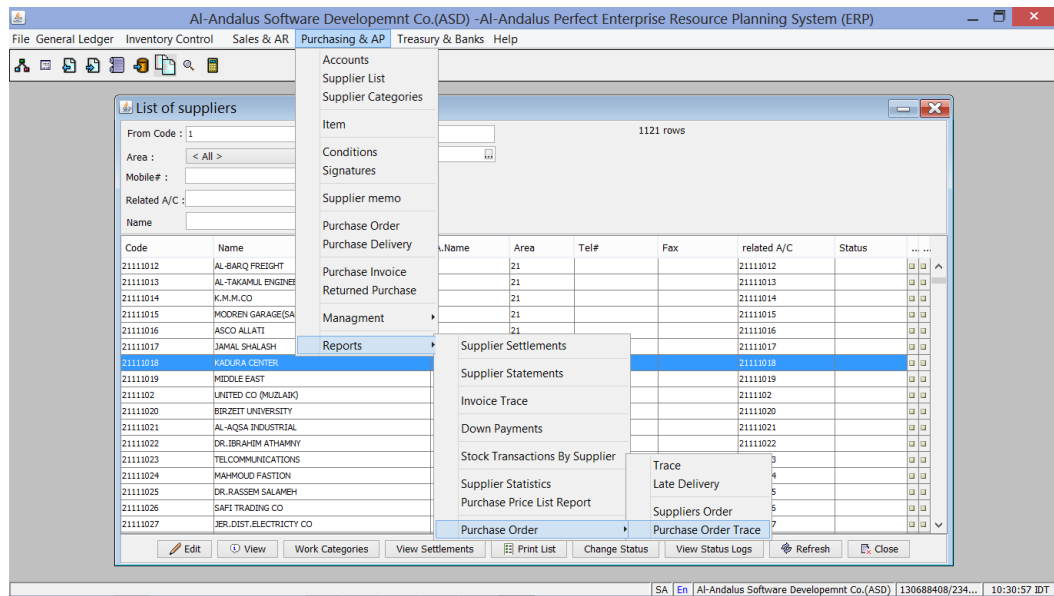 Al-Andalus Software Developemnt Co.(ASD) -Al-Andalus Perfect Enterprise Resource Planning System (ERP)
File General Ledger Inventory Control Sales & AR Purchasing & AP Treasury & Banks Help
Accounts
Supplier List
Supplier Categories
Item
Conditions
Signatures
Supplier memo
Purchase Order
Purchase Delivery
Purchase Invoice
Returned Purchase
Managment
Reports
Supplier Settlements
Supplier Statements
Invoice Trace
Down Payments
Stock Transactions By Supplier
Supplier Statistics
Purchase Price List Report
Purchase Order
Trace
Late Delivery
Suppliers Order
Purchase Order Trace
List of suppliers
From Code : 1
1121 rows
Area : < All >
...
Mobile# :
Related A/C :
Name
Code Name A.Name Area Tel# Fax related A/C Status ... ...
21111012 AL-BARQ FREIGHT 21 21111012
21111013 AL-TAKAMUL ENGINEE 21 21111013
21111014 K.M.M.CO 21 21111014
21111015 MODREN GARAGE(SA 21 21111015
21111016 ASCO ALLATI 21 21111016
21111017 JAMAL SHALASH 21111017
21111018 KADURA CENTER 21111018
21111019 MIDDLE EAST 21111019
2111102 UNITED CO (MUZLAIK) 2111102
21111020 BIRZEIT UNIVERSITY 21111020
21111021 AL-AQSA INDUSTRIAL 21111021
21111022 DR.IBRAHIM ATHAMNY 21111022
21111023 TELCOMMUNICATIONS 3
21111024 MAHMOUD FASTION 4
21111025 DR.RASSEM SALAMEH 5
21111026 SAFI TRADING CO 6
21111027 JER.DIST.ELECTRICTY CO 7
Edit View Work Categories View Settlements Print List Change Status View Status Logs Refresh Close
SA En Al-Andalus Software Developemnt Co.(ASD) 130688408/234... 10:30:57 IDT